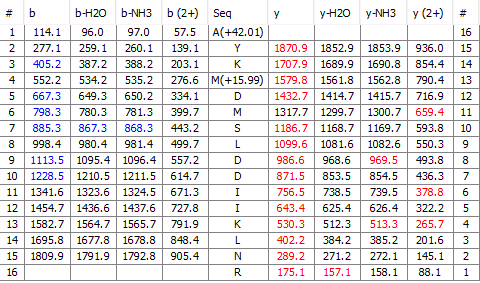 # b b-H2O b-NH3 b (2+) Seq y y-H2O y-NH3 y (2+) #
1 114.1 96.0 97.0 57.5 A(+42.01) 16
2 277.1 259.1 260.1 139.1 Y 1870.9 1852.9 1853.9 936.0 15
3 405.2 387.2 388.2 203.1 K 1707.9 1689.9 1690.8 854.4 14
4 552.2 534.2 535.2 276.6 M(+15.99) 1579.8 1561.8 1562.8 790.4 13
5 667.3 649.3 650.2 334.1 D 1432.7 1414.7 1415.7 716.9 12
6 798.3 780.3 781.3 399.7 M 1317.7 1299.7 1300.7 659.4 11
7 885.3 867.3 868.3 443.2 S 1186.7 1168.7 1169.7 593.8 10
8 998.4 980.4 981.4 499.7 L 1099.6 1081.6 1082.6 550.3 9
9 1113.5 1095.4 1096.4 557.2 D 986.6 968.6 969.5 493.8 8
10 1228.5 1210.5 1211.5 614.7 D 871.5 853.5 854.5 436.3 7
11 1341.6 1323.6 1324.5 671.3 I 756.5 738.5 739.5 378.8 6
12 1454.7 1436.6 1437.6 727.8 I 643.4 625.4 626.4 322.2 5
13 1582.7 1564.7 1565.7 791.9 K 530.3 512.3 513.3 265.7 4
14 1695.8 1677.8 1678.8 848.4 L 402.2 384.2 385.2 201.6 3
15 1809.9 1791.9 1792.8 905.4 N 289.2 271.2 272.1 145.1 2
16 R 175.1 157.1 158.1 88.1 1